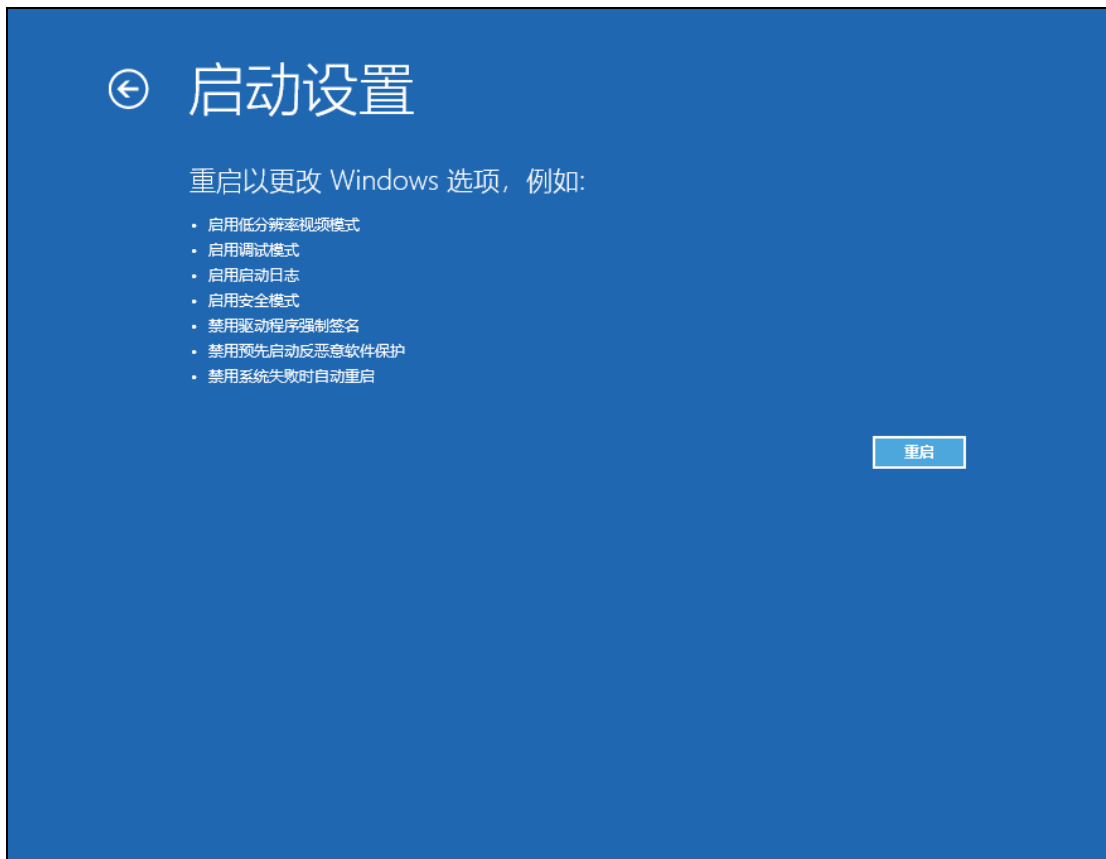 启动设置
重启以更改 Windows 选项，例如:
• 启用低分辨率视频模式
• 启用调试模式
• 启用启动日志
• 启用安全模式
• 禁用驱动程序强制签名
• 禁用预先启动反恶意软件保护
• 禁用系统失败时自动重启
重启